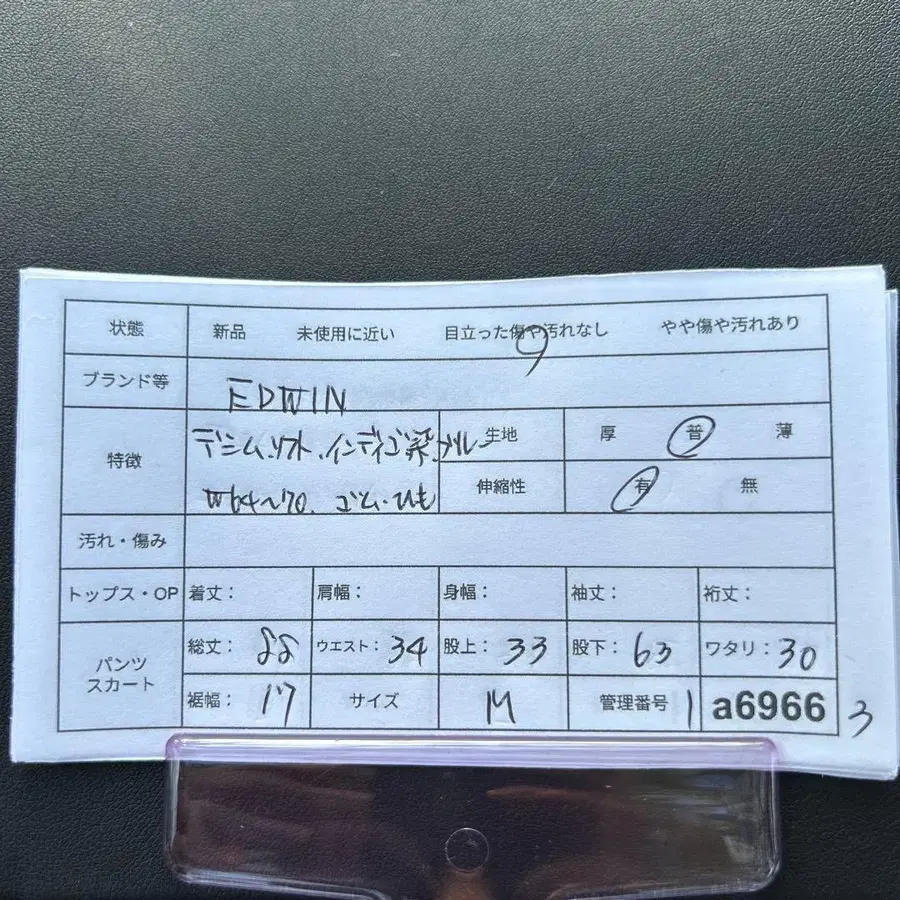 状態 新品 未使用に近い 目立った傷や汚れなし やや傷や汚れあり
ブランド等 EDWIN
特徴 デニム.ソフト.インディゴ染.ブルー 生地 厚 普 薄
W64~70. ゴム・ひも 伸縮性 有 無
汚れ・傷み
トップス・OP 着丈: 肩幅: 身幅: 袖丈: 裄丈:
パンツ スカート 総丈: 88 ウエスト: 34 股上: 33 股下: 63 ワタリ: 30
裾幅: 17 サイズ M 管理番号 1 a6966 3